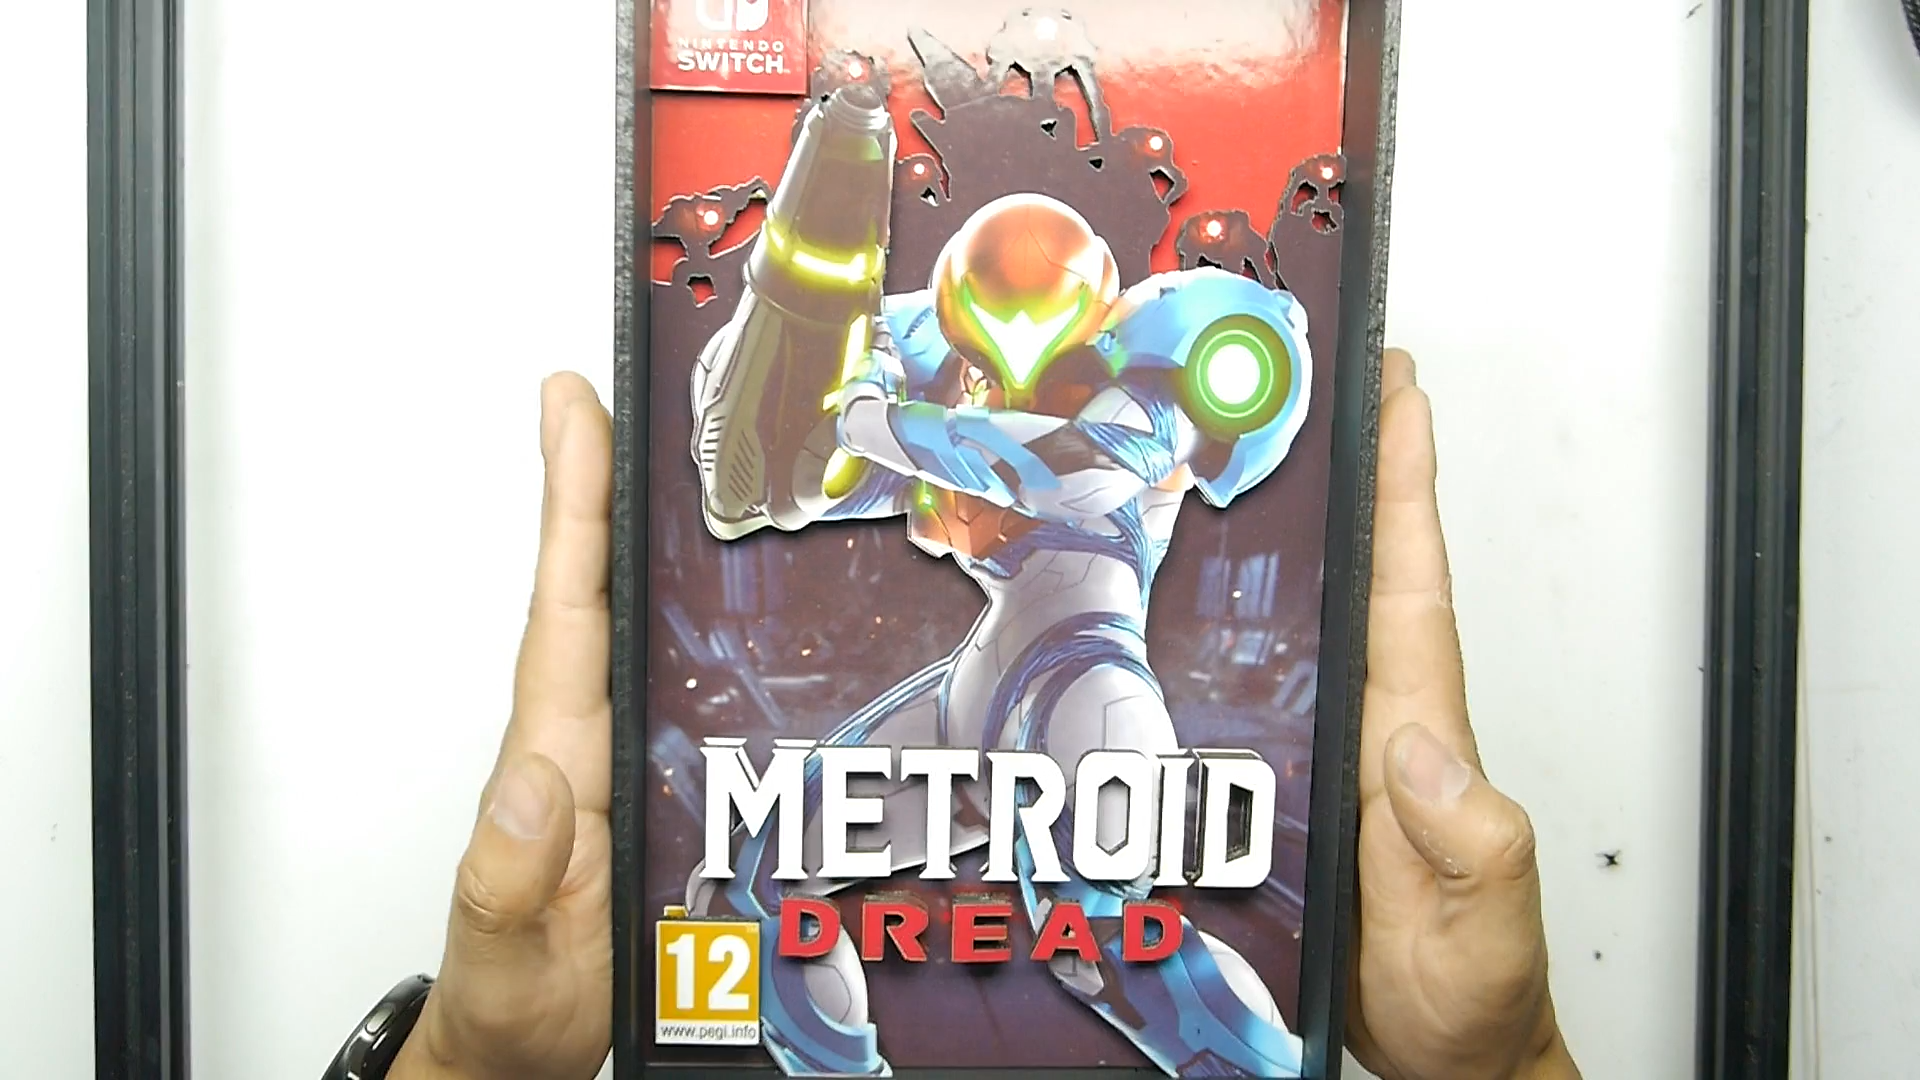 NINTENDO
SWITCH
METROID
DREAD
12
www.pegi.info